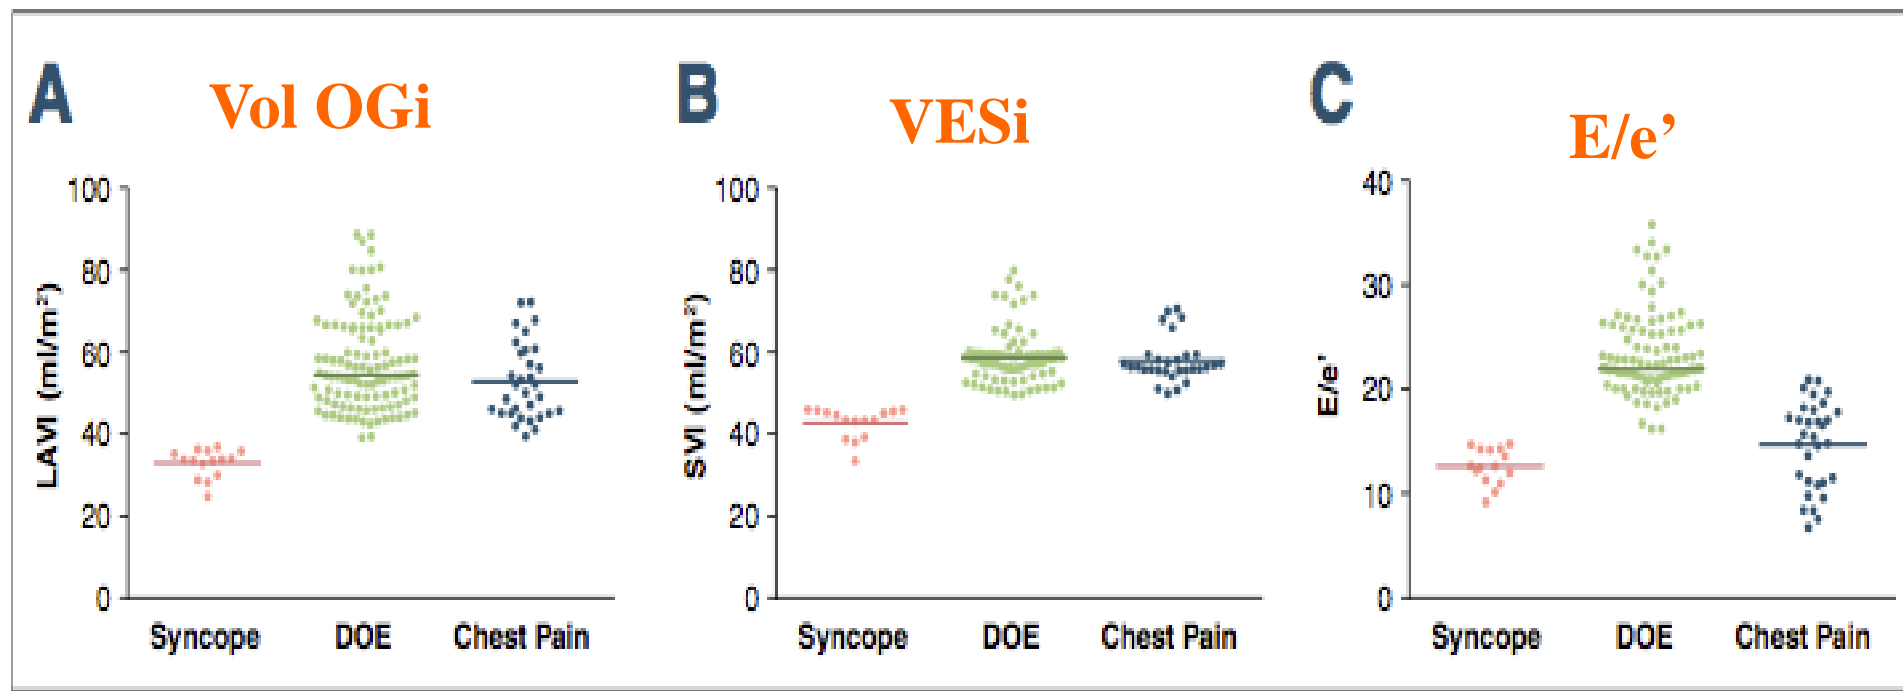 A
Vol OGi
LAVI (ml/m²)
100
80
60
40
20
0
Syncope DOE Chest Pain
B
VESi
SVI (ml/m²)
100
80
60
40
20
0
Syncope DOE Chest Pain
C
E/e’
E/e'
40
30
20
10
0
Syncope DOE Chest Pain